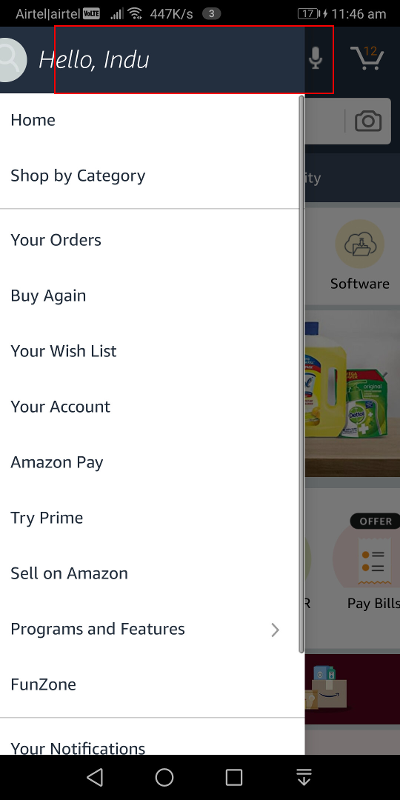 Airtel|airtel VoLTE 447K/s 3 17 11:46 am
Hello, Indu
12
Home
Shop by Category
ity
Your Orders
Software
Buy Again
Your Wish List
Your Account
Amazon Pay
Try Prime
OFFER
Sell on Amazon
R
Pay Bills
Programs and Features
FunZone
Your Notifications